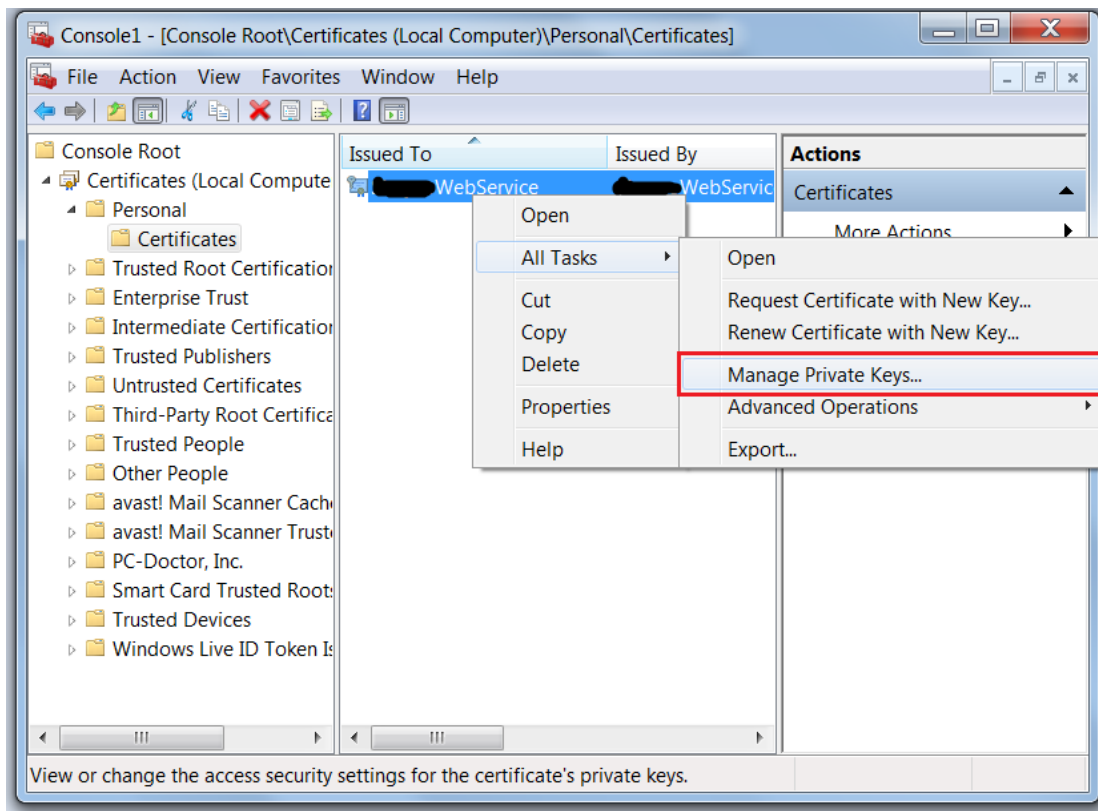 Console1 - [Console Root\Certificates (Local Computer)\Personal\Certificates]
File Action View Favorites Window Help
Console Root
Certificates (Local Compute
Personal
Certificates
Trusted Root Certification
Enterprise Trust
Intermediate Certification
Trusted Publishers
Untrusted Certificates
Third-Party Root Certifica
Trusted People
Other People
avast! Mail Scanner Cach
avast! Mail Scanner Trust
PC-Doctor, Inc.
Smart Card Trusted Roots
Trusted Devices
Windows Live ID Token Is
Issued To Issued By
WebService WebServic
Open
All Tasks
Cut
Copy
Delete
Properties
Help
Actions
Certificates
More Actions
Open
Request Certificate with New Key...
Renew Certificate with New Key...
Manage Private Keys...
Advanced Operations
Export...
View or change the access security settings for the certificate's private keys.